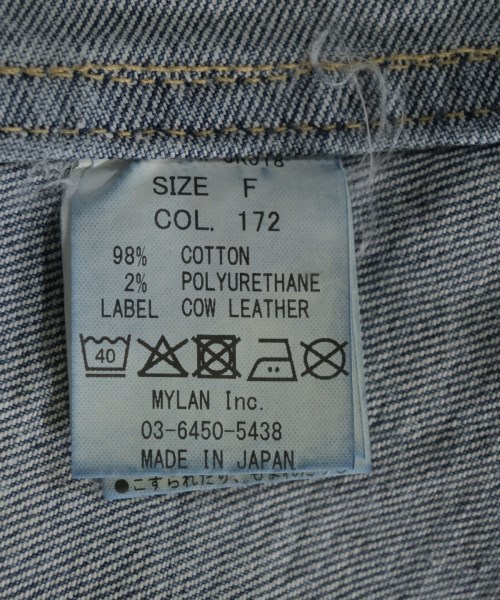 SIZE F
COL. 172
98% COTTON
2% POLYURETHANE
LABEL COW LEATHER
40
MYLAN Inc.
03-6450-5438
MADE IN JAPAN